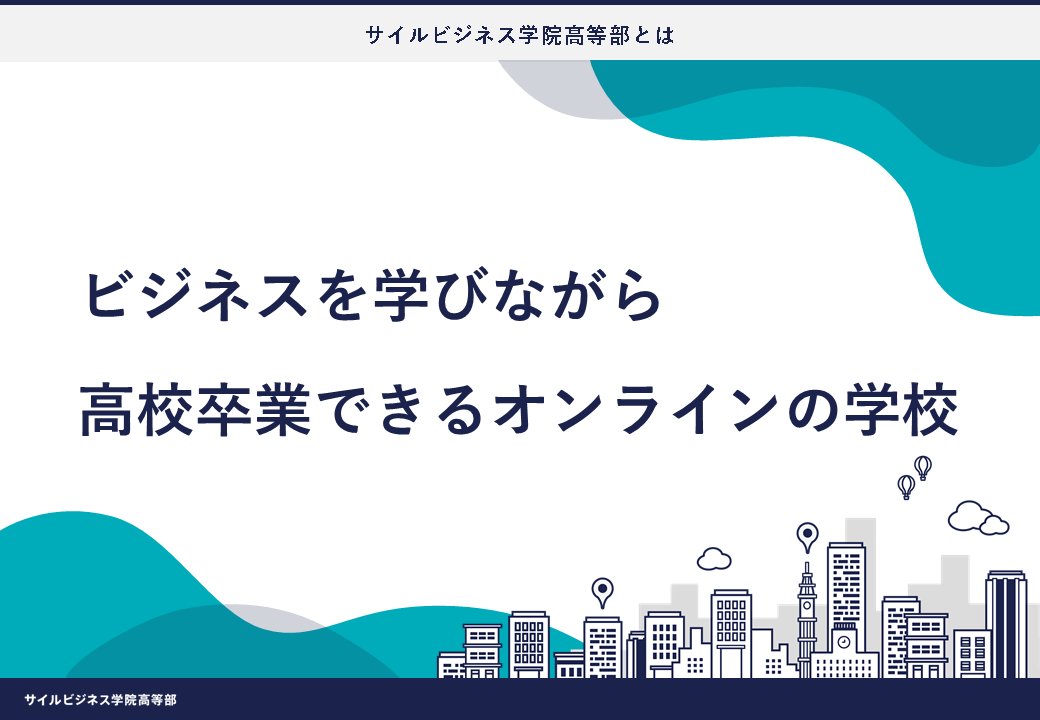 サイルビジネス学院高等部とは
ビジネスを学びながら
高校卒業できるオンラインの学校
サイルビジネス学院高等部